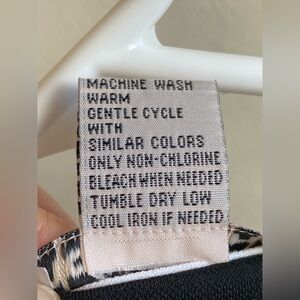 MACHINE WASH
WARM
GENTLE CYCLE
WITH
SIMILAR COLORS
ONLY NON-CHLORINE
BLEACH WHEN NEEDED
TUMBLE DRY LOW
COOL IRON IF NEEDED